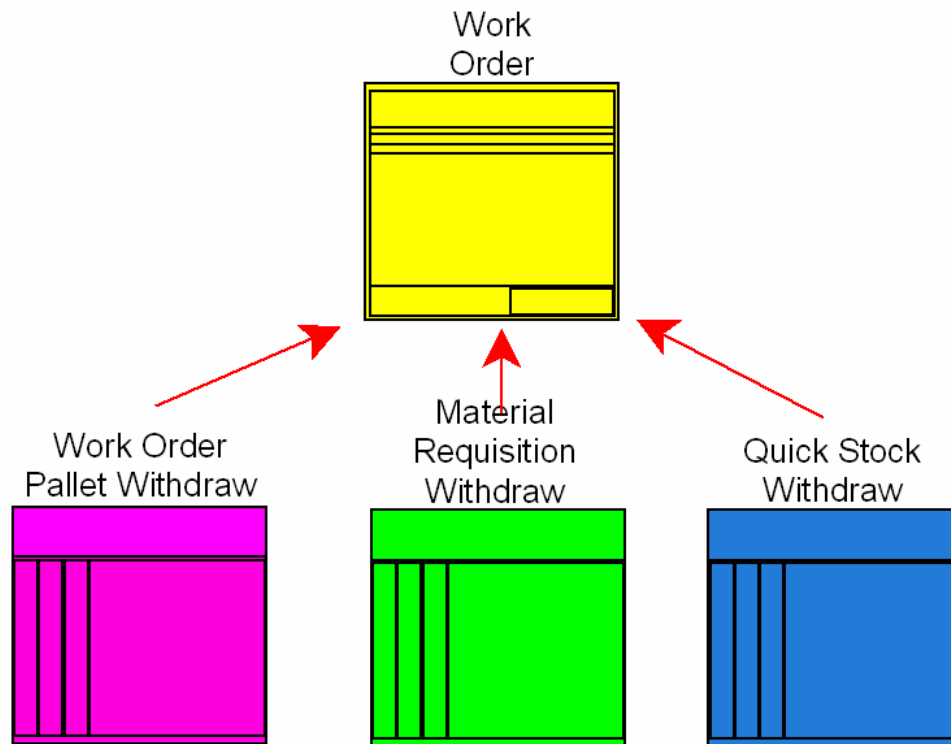 Work
Order
Work Order
Pallet Withdraw
Material
Requisition
Withdraw
Quick Stock
Withdraw